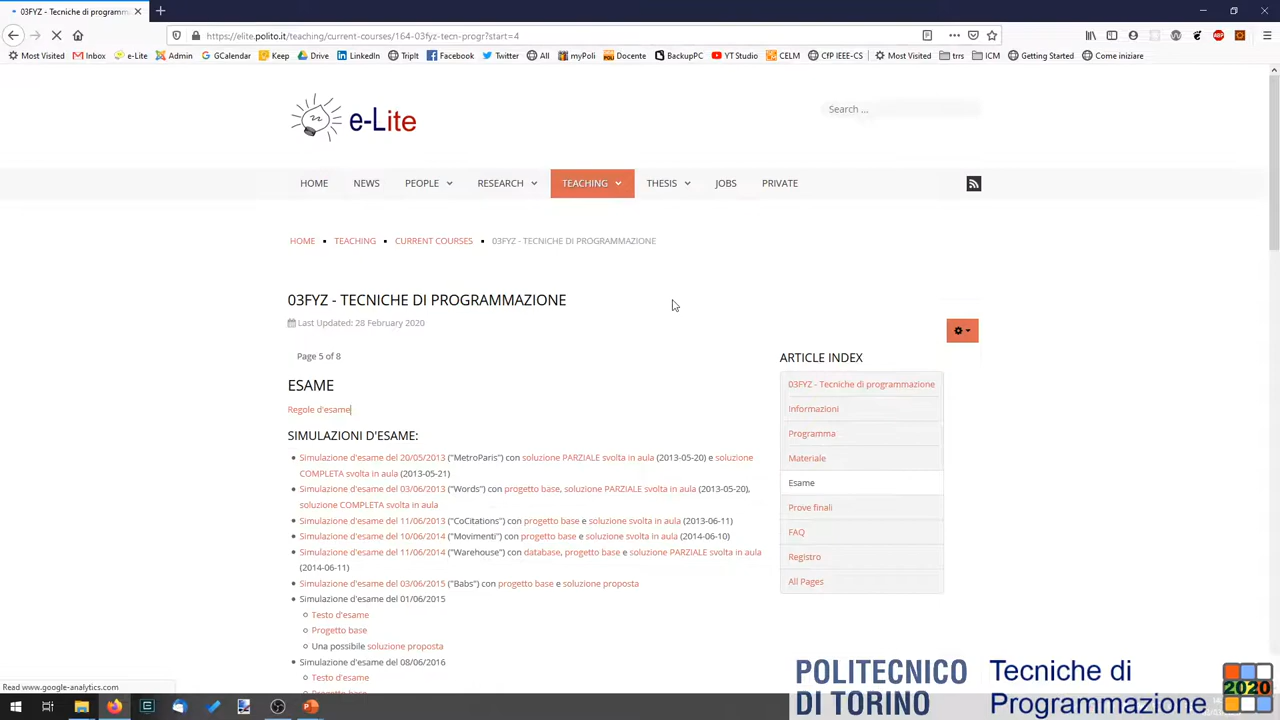 03FYZ - Tecniche di programma
https://elite.polito.it/teaching/current-courses/164-03fyz-tecn-progr?start=4
Most Visited Inbox e-Lite Admin GCalendar Keep Drive LinkedIn TripIt Facebook Twitter All myPoli Docente BackupPC YT Studio CELM CfP IEEE-CS Most Visited trrs ICM Getting Started Come iniziare
e-Lite
Search ...
HOME NEWS PEOPLE RESEARCH TEACHING THESIS JOBS PRIVATE
HOME TEACHING CURRENT COURSES 03FYZ - TECNICHE DI PROGRAMMAZIONE
03FYZ - TECNICHE DI PROGRAMMAZIONE
Last Updated: 28 February 2020
Page 5 of 8
ESAME
Regole d'esame
SIMULAZIONI D'ESAME:
Simulazione d'esame del 20/05/2013 ("MetroParis") con soluzione PARZIALE svolta in aula (2013-05-20) e soluzione
COMPLETA svolta in aula (2013-05-21)
Simulazione d'esame del 03/06/2013 ("Words") con progetto base, soluzione PARZIALE svolta in aula (2013-05-20),
soluzione COMPLETA svolta in aula
Simulazione d'esame del 11/06/2013 ("CoCitations") con progetto base e soluzione svolta in aula (2013-06-11)
Simulazione d'esame del 10/06/2014 ("Movimenti") con progetto base e soluzione svolta in aula (2014-06-10)
Simulazione d'esame del 11/06/2014 ("Warehouse") con database, progetto base e soluzione PARZIALE svolta in aula
(2014-06-11)
Simulazione d'esame del 03/06/2015 ("Babs") con progetto base e soluzione proposta
Simulazione d'esame del 01/06/2015
Testo d'esame
Progetto base
Una possibile soluzione proposta
Simulazione d'esame del 08/06/2016
Testo d'esame
Progetto base
ARTICLE INDEX
03FYZ - Tecniche di programmazione
Informazioni
Programma
Materiale
Esame
Prove finali
FAQ
Registro
All Pages
Read www.google-analytics.com
POLITECNICO
DI TORINO
Tecniche di
Programmazione
2020